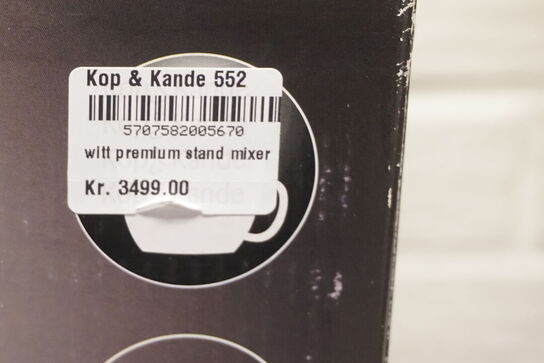 Kop & Kande 552
5707582005670
witt premium stand mixer
Kr. 3499.00